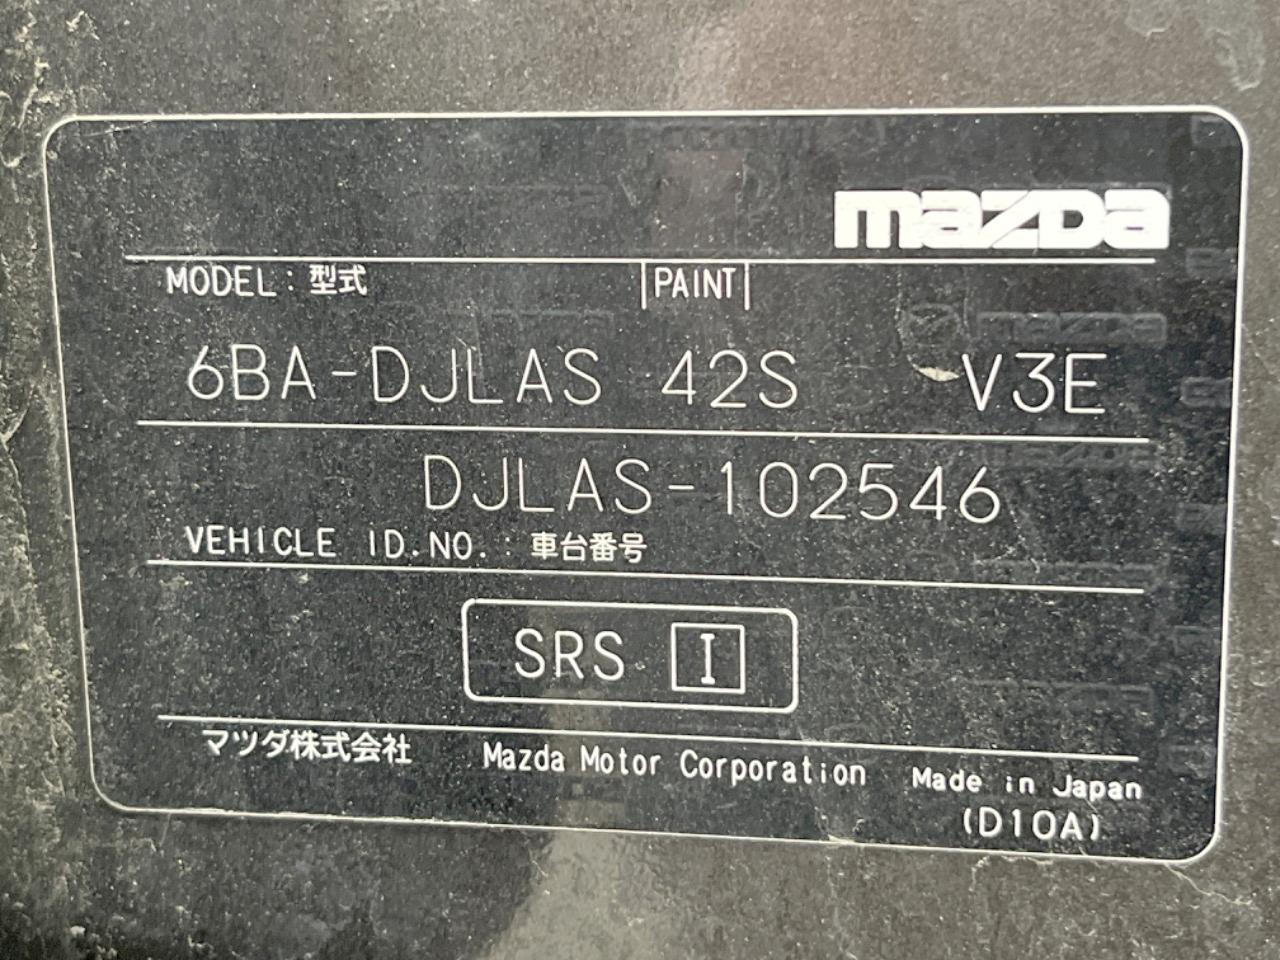 mazda
MODEL：型式 PAINT
6BA-DJLAS 42S V3E
DJLAS-102546
VEHICLE ID.NO.：車台番号
SRS I
マツダ株式会社 Mazda Motor Corporation Made in Japan
(D10A)